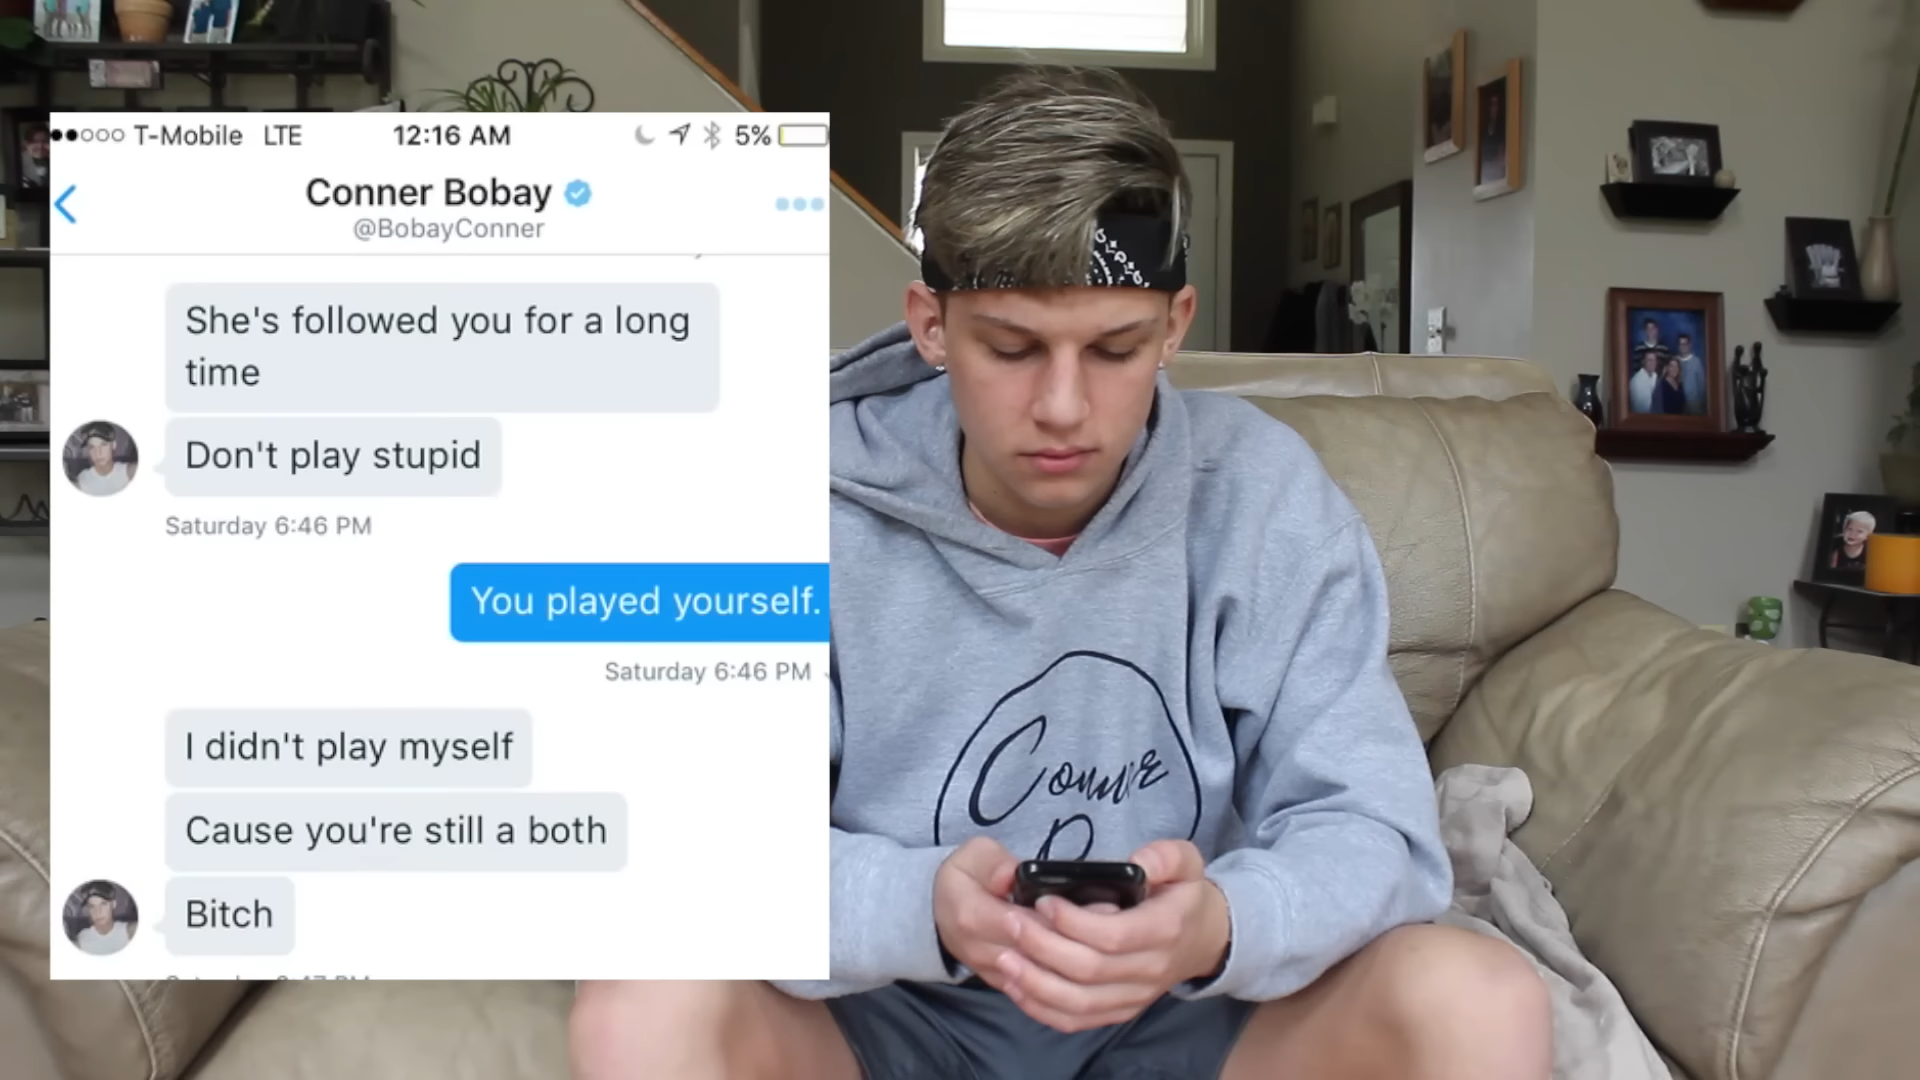 T-Mobile LTE 12:16 AM 5%
Conner Bobay
@BobayConner
She's followed you for a long
time
Don't play stupid
Saturday 6:46 PM
You played yourself.
Saturday 6:46 PM
I didn't play myself
Cause you're still a both
Bitch
Conner